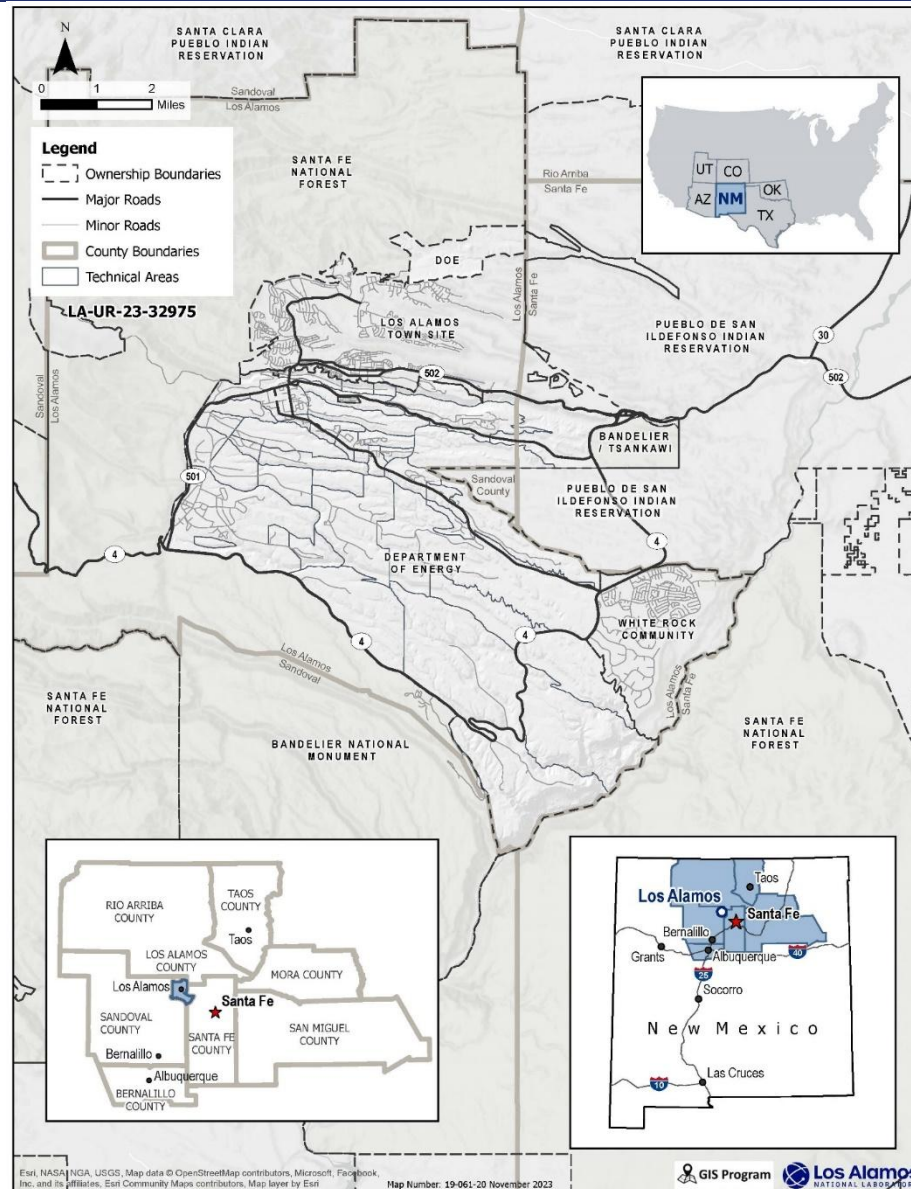 SANTA CLARA
PUEBLO INDIAN
RESERVATION
SANTA CLARA
PUEBLO INDIAN
RESERVATION
N
0 1 2
Miles
Sandoval
Los Alamos
Legend
Ownership Boundaries
Major Roads
Minor Roads
County Boundaries
Technical Areas
LA-UR-23-32975
SANTA FE
NATIONAL
FOREST
UT
CO
AZ
NM
OK
TX
Rio Arriba
Santa Fe
DOE
Los Alamos
Santa Fe
LOS ALAMOS
TOWN SITE
PUEBLO DE SAN
ILDEFONSO INDIAN
RESERVATION
30
502
502
Sandoval
Los Alamos
BANDELIER
/ TSANKAWI
501
Sandoval
County
PUEBLO DE SAN
ILDEFONSO INDIAN
RESERVATION
4
4
DEPARTMENT
OF ENERGY
WHITE ROCK
COMMUNITY
4
4
Los Alamos
Sandoval
Los Alamos
Santa Fe
SANTA FE
NATIONAL
FOREST
BANDELIER NATIONAL
MONUMENT
SANTA FE
NATIONAL
FOREST
RIO ARRIBA
COUNTY
TAOS
COUNTY
Taos
LOS ALAMOS
COUNTY
MORA COUNTY
Los Alamos
Santa Fe
SANDOVAL
COUNTY
SANTA FE
COUNTY
SAN MIGUEL
COUNTY
Bernalillo
Albuquerque
BERNALILLO
COUNTY
Taos
Los Alamos
Santa Fe
Bernalillo
Grants
Albuquerque
40
25
Socorro
New Mexico
Las Cruces
10
Esri, NASA, NGA, USGS, Map data © OpenStreetMap contributors, Microsoft, Facebook,
Inc. and its affiliates, Esri Community Maps contributors, Map layer by Esri
Map Number: 19-061-20 November 2023
GIS Program
Los Alamos
NATIONAL LABORATORY